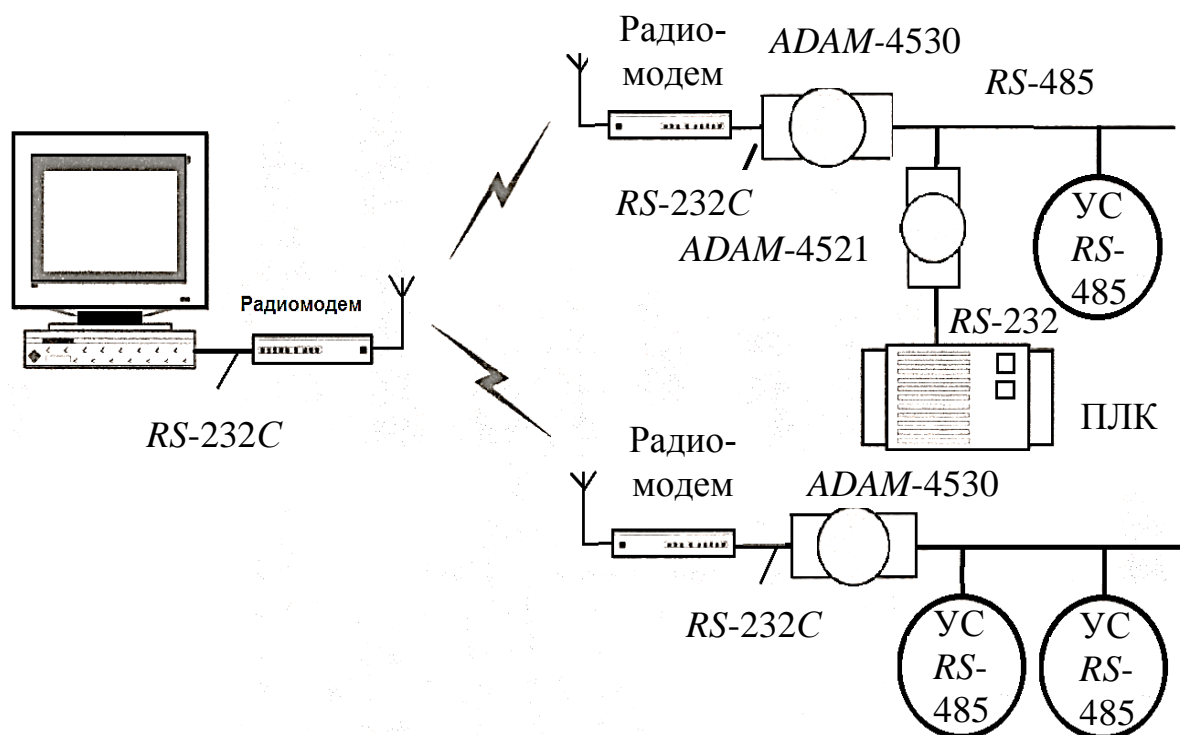 Радио-
модем
ADAM-4530
RS-485
RS-232C
ADAM-4521
УС
RS-
485
Радиомодем
RS-232
RS-232C
ПЛК
Радио-
модем
ADAM-4530
RS-232C
УС
RS-
485
УС
RS-
485